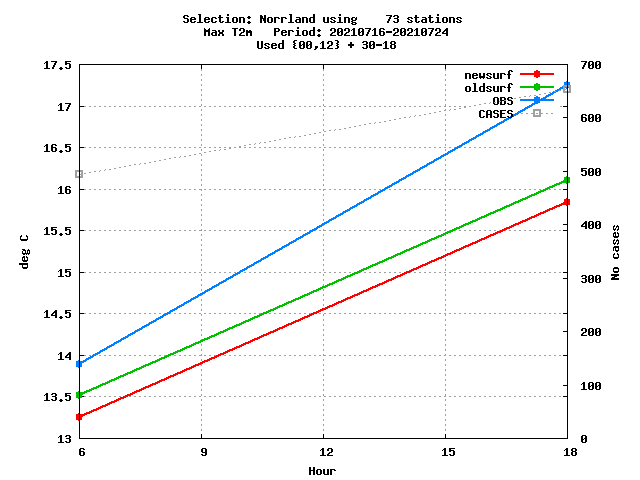 Selection: Norrland using    73 stations
Max T2m   Period: 20210716-20210724
Used {00,12} + 30-18
17.5
17
16.5
16
15.5
15
14.5
14
13.5
13
700
600
500
400
300
200
100
0
newsurf
oldsurf
OBS
CASES
deg C
No cases
6
9
12
15
18
Hour